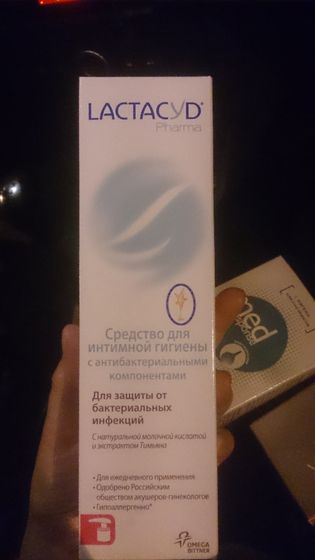 LACTACYD®
Pharma
Средство для
интимной гигиены
с антибактериальными
компонентами
Для защиты от
бактериальных
инфекций
С натуральной молочной кислотой
и экстрактом Тимьяна
• Для ежедневного применения
• Одобрено Российским
обществом акушеров-гинекологов
• Гипоаллергенно*
OMEGA
BITTNER
med